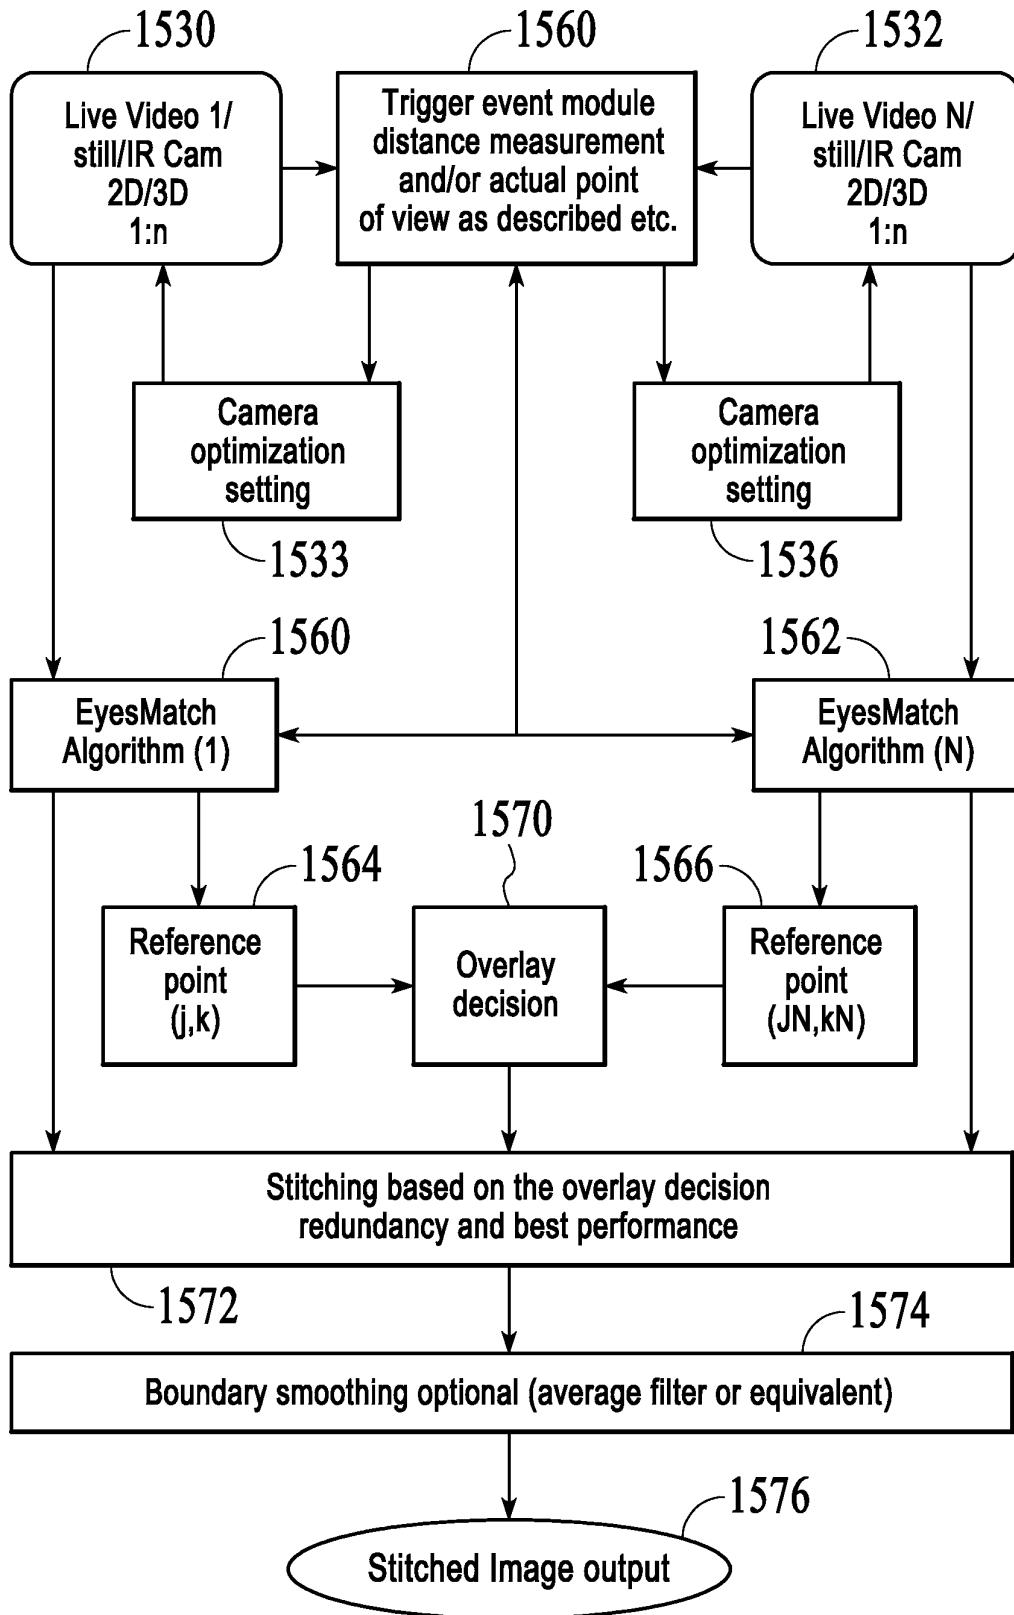 1530
1560
1532
Live Video 1/
still/IR Cam
2D/3D
1:n
Trigger event module
distance measurement
and/or actual point
of view as described etc.
Live Video N/
still/IR Cam
2D/3D
1:n
Camera
optimization
setting
Camera
optimization
setting
1533
1536
1560
1562
EyesMatch
Algorithm (1)
EyesMatch
Algorithm (N)
1564
1570
1566
Reference
point
(j,k)
Overlay
decision
Reference
point
(JN,kN)
Stitching based on the overlay decision
redundancy and best performance
1572
1574
Boundary smoothing optional (average filter or equivalent)
1576
Stitched Image output